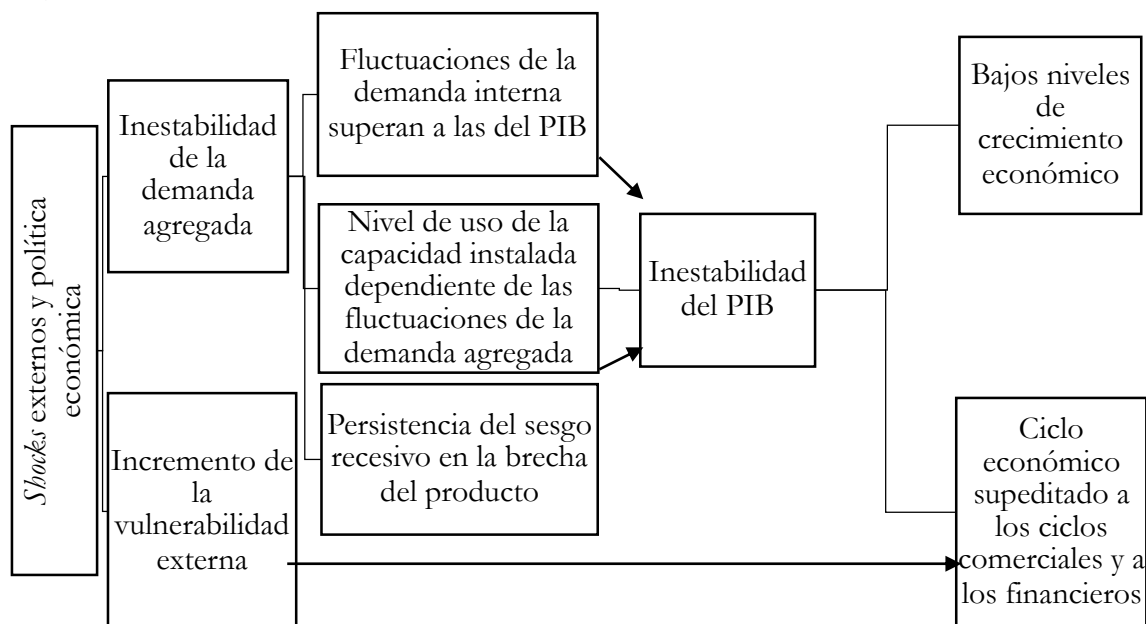 Shocks externos y política
económica
Inestabilidad
de la
demanda
agregada
Incremento de
la
vulnerabilidad
externa
Fluctuaciones de la
demanda interna
superan a las del PIB
Nivel de uso de la
capacidad instalada
dependiente de las
fluctuaciones de la
demanda agregada
Persistencia del sesgo
recesivo en la brecha
del producto
Inestabilidad
del PIB
Bajos niveles
de
crecimiento
económico
Ciclo
económico
supeditado a
los ciclos
comerciales y a
los financieros